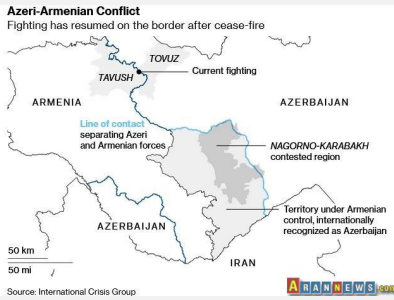 Azeri-Armenian Conflict
Fighting has resumed on the border after cease-fire
TOVUZ
TAVUSH
Current fighting
ARMENIA
AZERBAIJAN
Line of contact
separating Azeri
and Armenian forces
NAGORNO-KARABAKH
contested region
Territory under Armenian
control, internationally
recognized as Azerbaijan
AZERBAIJAN
IRAN
50 km
50 mi
Source: International Crisis Group
ARANNEWS.com